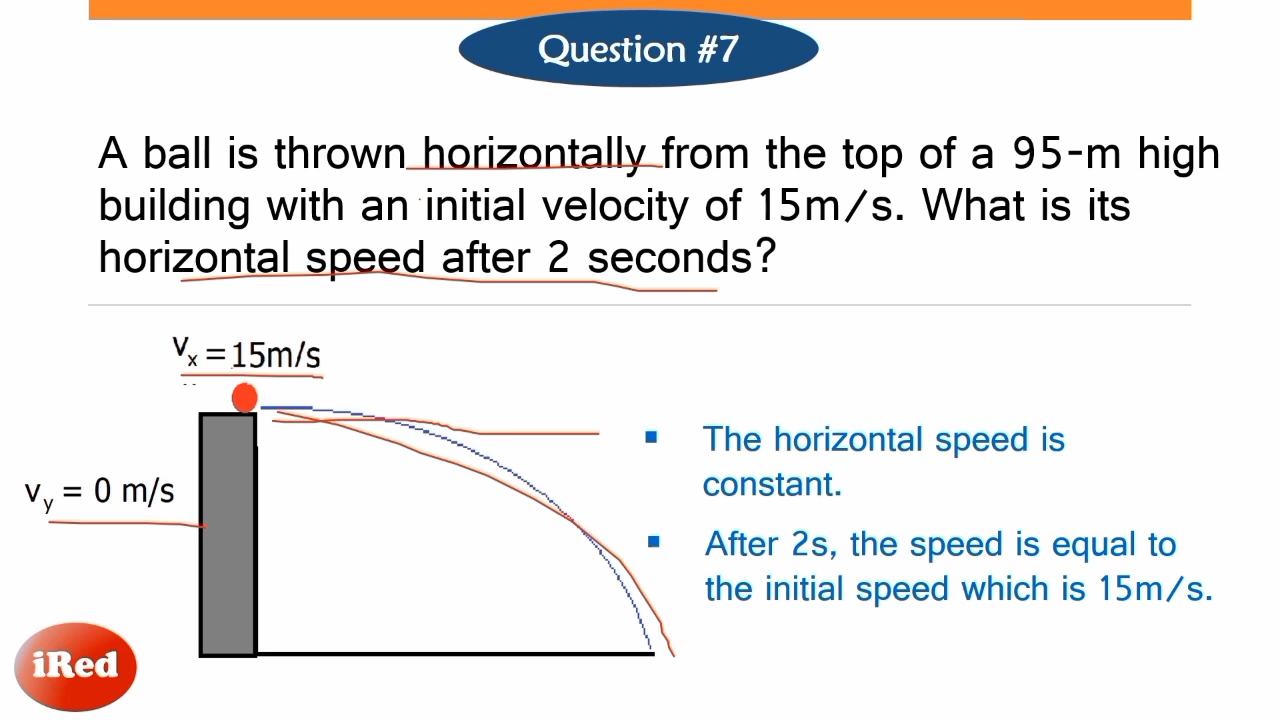 Question #7
A ball is thrown horizontally from the top of a 95-m high
building with an initial velocity of 15m/s. What is its
horizontal speed after 2 seconds?
vx = 15m/s
vy = 0 m/s
▪ The horizontal speed is
constant.
▪ After 2s, the speed is equal to
the initial speed which is 15m/s.
iRed